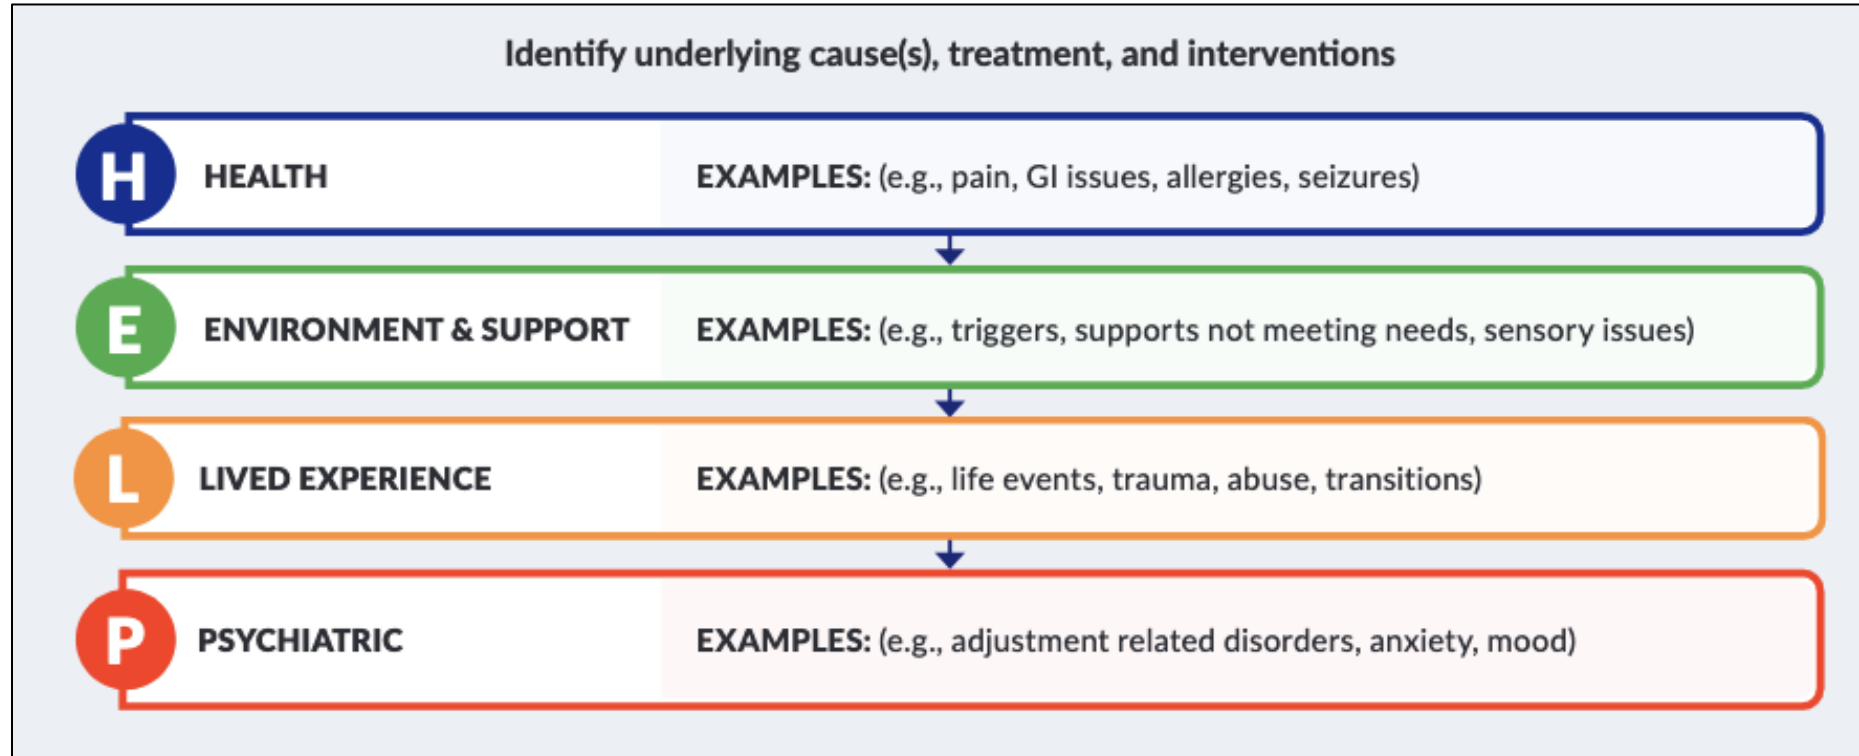 Identify underlying cause(s), treatment, and interventions
H HEALTH EXAMPLES: (e.g., pain, GI issues, allergies, seizures)
E ENVIRONMENT & SUPPORT EXAMPLES: (e.g., triggers, supports not meeting needs, sensory issues)
L LIVED EXPERIENCE EXAMPLES: (e.g., life events, trauma, abuse, transitions)
P PSYCHIATRIC EXAMPLES: (e.g., adjustment related disorders, anxiety, mood)